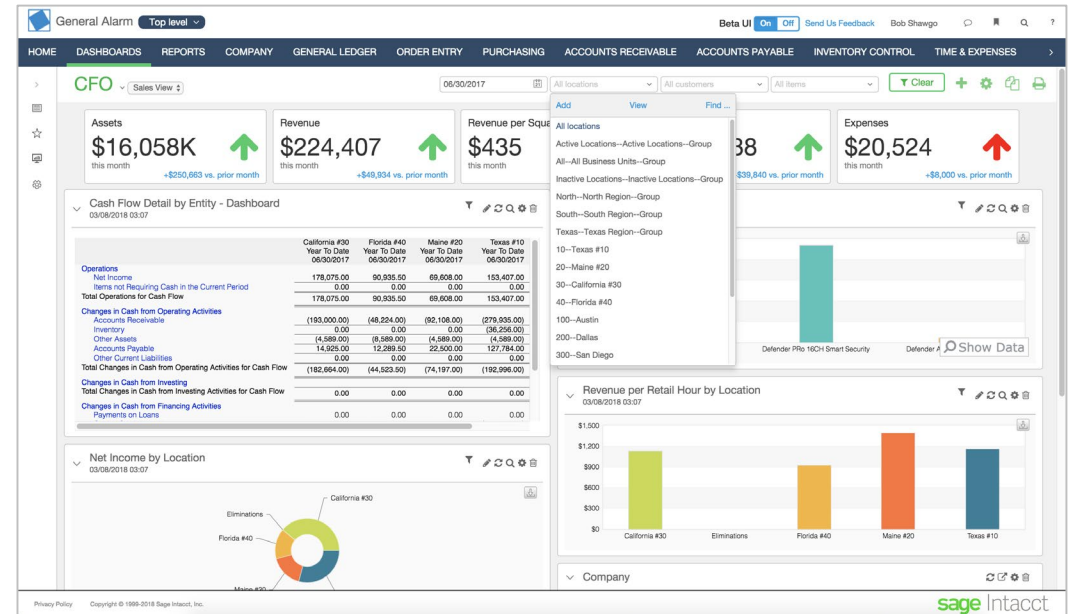 General Alarm Top level
Beta UI On Off Send Us Feedback Bob Shawgo ?
HOME DASHBOARDS REPORTS COMPANY GENERAL LEDGER ORDER ENTRY PURCHASING ACCOUNTS RECEIVABLE ACCOUNTS PAYABLE INVENTORY CONTROL TIME & EXPENSES
CFO Sales View 06/30/2017 All locations All customers All items Clear
Assets
$16,058K
this month
+$250,663 vs. prior month
Revenue
$224,407
this month
+$49,934 vs. prior month
Revenue per Squa
$435
this month
38
$39,840 vs. prior month
Expenses
$20,524
this month
+$8,000 vs. prior month
Add View Find ...
All locations
Active Locations--Active Locations--Group
All--All Business Units--Group
Inactive Locations--Inactive Locations--Group
North--North Region--Group
South--South Region--Group
Texas--Texas Region--Group
10--Texas #10
20--Maine #20
30--California #30
40--Florida #40
100--Austin
200--Dallas
300--San Diego
Cash Flow Detail by Entity - Dashboard
03/08/2018 03:07
California #30 Florida #40 Maine #20 Texas #10
Year To Date Year To Date Year To Date Year To Date
06/30/2017 06/30/2017 06/30/2017 06/30/2017
Operations
Net Income 178,075.00 90,935.50 69,608.00 153,407.00
Items not Requiring Cash in the Current Period 0.00 0.00 0.00 0.00
Total Operations for Cash Flow 178,075.00 90,935.50 69,608.00 153,407.00
Changes in Cash from Operating Activities
Accounts Receivable (193,000.00) (48,224.00) (92,108.00) (279,935.00)
Inventory 0.00 0.00 0.00 (36,256.00)
Other Assets (4,589.00) (8,589.00) (4,589.00) (4,589.00)
Accounts Payable 14,925.00 12,289.50 22,500.00 127,784.00
Other Current Liabilities 0.00 0.00 0.00 0.00
Total Changes in Cash from Operating Activities for Cash Flow (182,664.00) (44,523.50) (74,197.00) (192,996.00)
Changes in Cash from Investing
Total Changes in Cash from Investing Activities for Cash Flow 0.00 0.00 0.00 0.00
Changes in Cash from Financing Activities
Payments on Loans 0.00 0.00 0.00 0.00
Defender PRo 16CH Smart Security Defender
Show Data
Revenue per Retail Hour by Location
03/08/2018 03:07
$1,500
$1,200
$900
$600
$300
$0
California #30 Eliminations Florida #40 Maine #20 Texas #10
Net Income by Location
03/08/2018 03:07
California #30
Eliminations
Florida #40
Maine #20
Company
Privacy Policy Copyright © 1999-2018 Sage Intacct, Inc.
sage Intacct